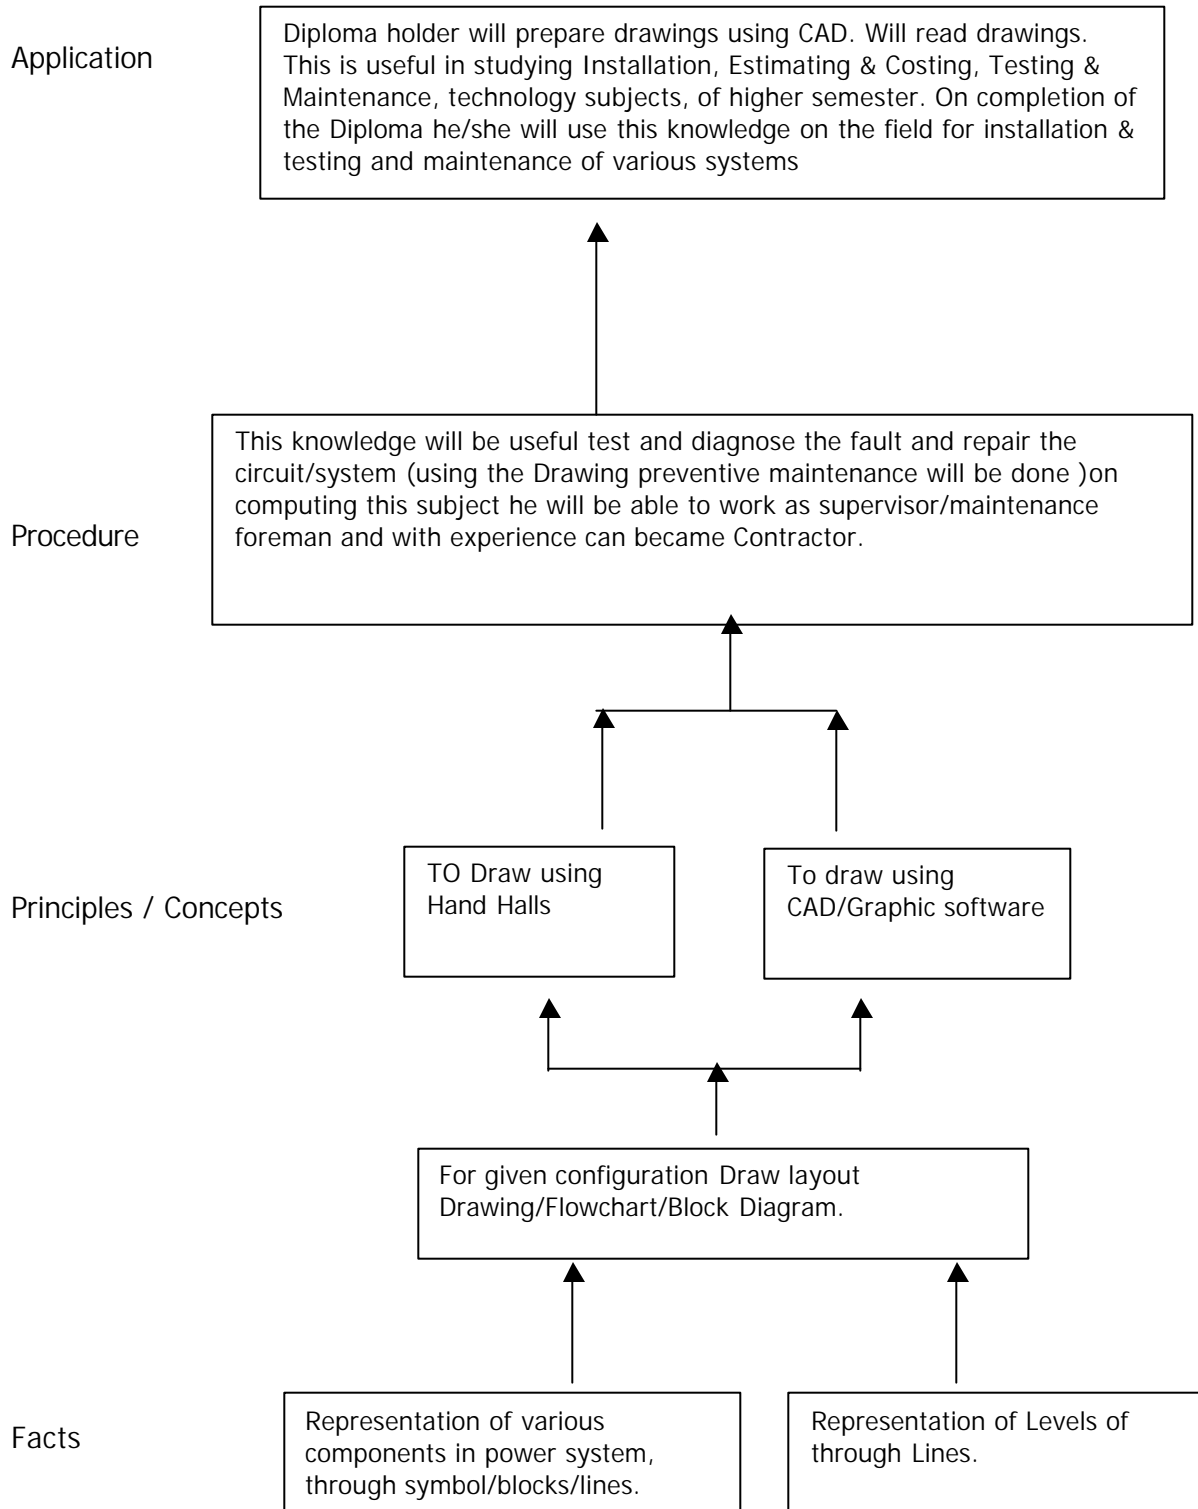 Application
Diploma holder will prepare drawings using CAD. Will read drawings.
This is useful in studying Installation, Estimating & Costing, Testing &
Maintenance, technology subjects, of higher semester. On completion of
the Diploma he/she will use this knowledge on the field for installation &
testing and maintenance of various systems
Procedure
This knowledge will be useful test and diagnose the fault and repair the
circuit/system (using the Drawing preventive maintenance will be done )on
computing this subject he will be able to work as supervisor/maintenance
foreman and with experience can became Contractor.
Principles / Concepts
TO Draw using
Hand Halls
To draw using
CAD/Graphic software
For given configuration Draw layout
Drawing/Flowchart/Block Diagram.
Facts
Representation of various
components in power system,
through symbol/blocks/lines.
Representation of Levels of
through Lines.